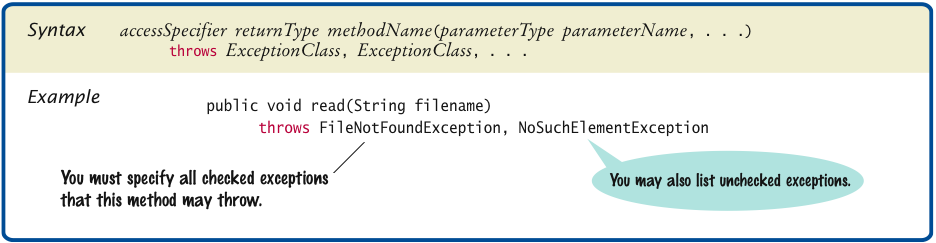 Syntax accessSpecifier returnType methodName(parameterType parameterName, . . .)
throws ExceptionClass, ExceptionClass, . . .
Example
public void read(String filename)
throws FileNotFoundException, NoSuchElementException
You must specify all checked exceptions
that this method may throw.
You may also list unchecked exceptions.